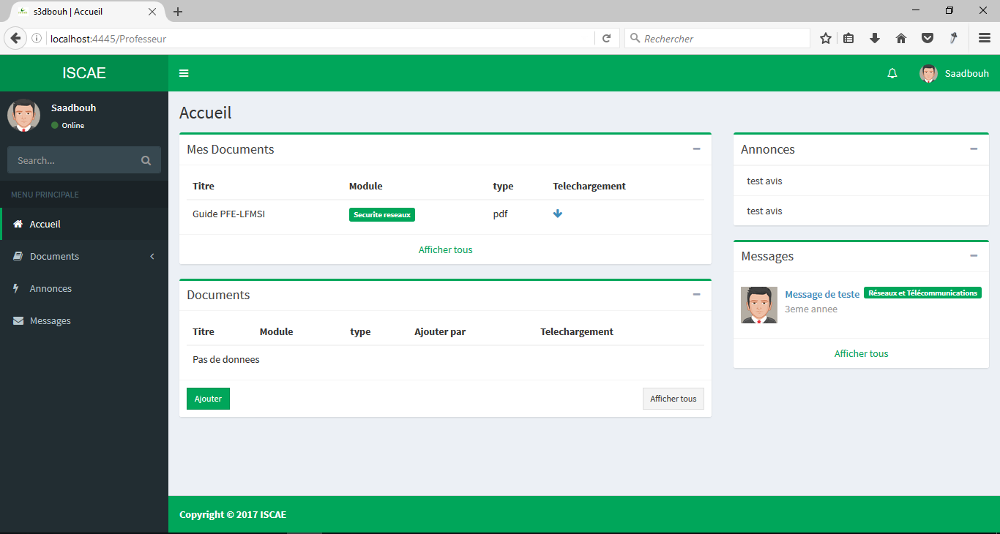 s3dbouh | Accueil
localhost:4445/Professeur
Rechercher
ISCAE
Saadbouh
Saadbouh
Online
Search...
MENU PRINCIPALE
Accueil
Documents
Annonces
Messages
Accueil
Mes Documents
Titre Module type Telechargement
Guide PFE-LFMSI Securite reseaux pdf
Afficher tous
Documents
Titre Module type Ajouter par Telechargement
Pas de donnees
Ajouter Afficher tous
Annonces
test avis
test avis
Messages
Message de teste Réseaux et Télécommunications
3eme annee
Afficher tous
Copyright © 2017 ISCAE